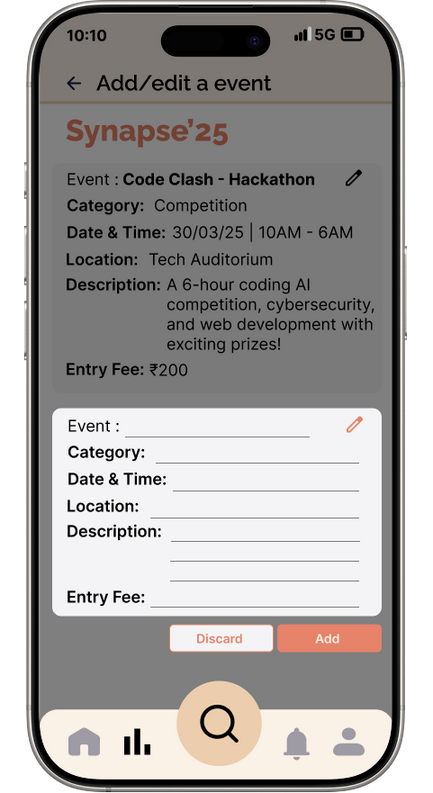 10:10 5G
Add/edit a event
Synapse'25
Event : Code Clash - Hackathon
Category: Competition
Date & Time: 30/03/25 | 10AM - 6AM
Location: Tech Auditorium
Description: A 6-hour coding AI
competition, cybersecurity,
and web development with
exciting prizes!
Entry Fee: ₹200
Event :
Category:
Date & Time:
Location:
Description:
Entry Fee:
Discard Add